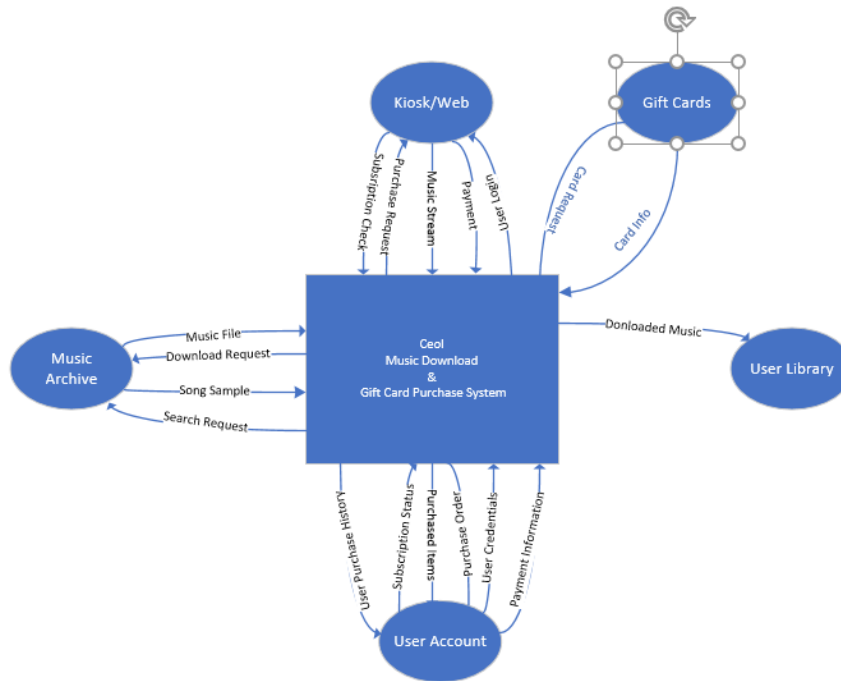 Kiosk/Web
Gift Cards
Subsription Check
Purchase Request
Music Stream
Payment
User Login
Card Request
Card Info
Music
Archive
Music File
Download Request
Song Sample
Search Request
Ceol
Music Download
&
Gift Card Purchase System
Donloaded Music
User Library
User Purchase History
Subscription Status
Purchased Items
Purchase Order
User Credentials
Payment Information
User Account